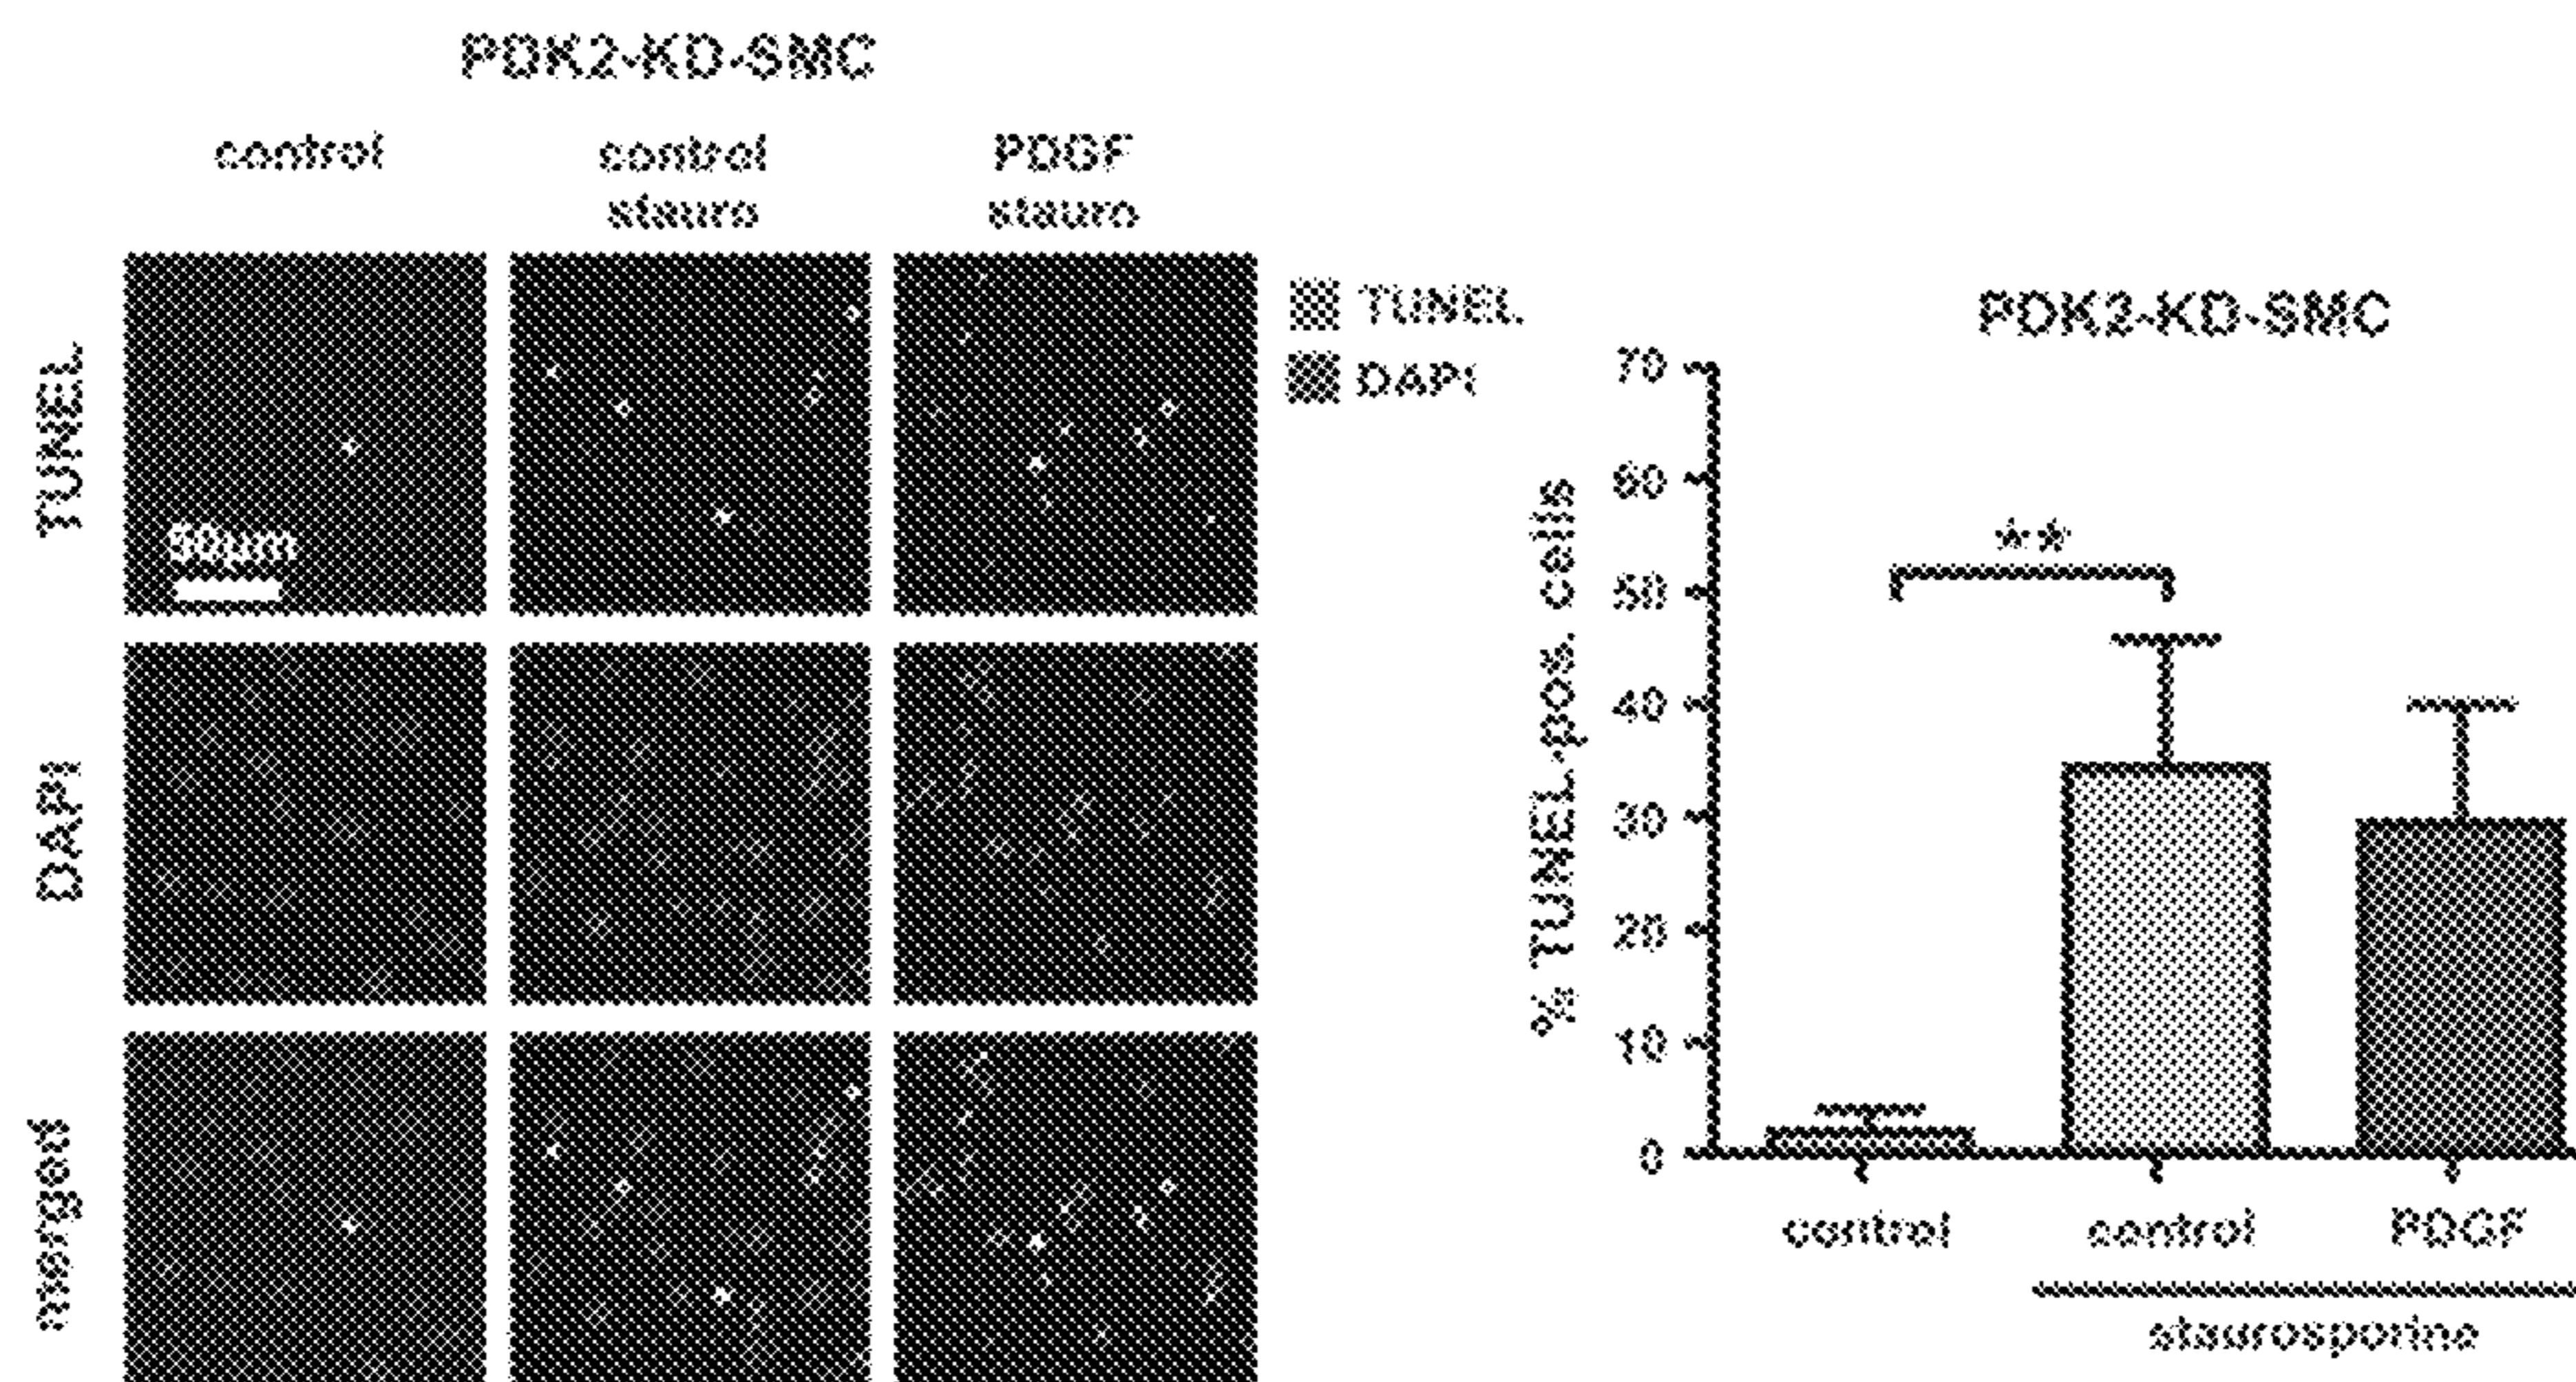 PDK2-KD-SMC
control
control
stauro
PDGF
stauro
TUNEL
50µm
DAPI
merged
TUNEL
DAPI
PDK2-KD-SMC
% TUNEL-pos. cells
70
60
50
40
30
20
10
0
**
control
control
PDGF
staurosporine